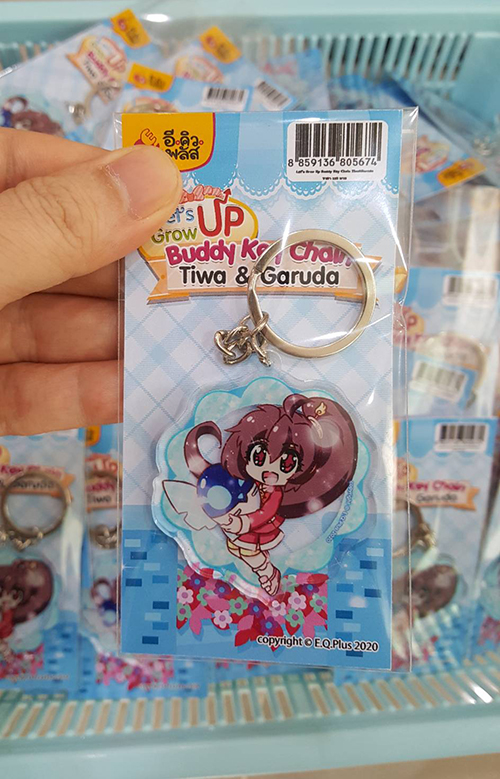 อีคิว
พลัส
8 859136 805674
Let's
Grow UP
Buddy Key Chain
Tiwa & Garuda
copyright © E.Q.Plus 2020